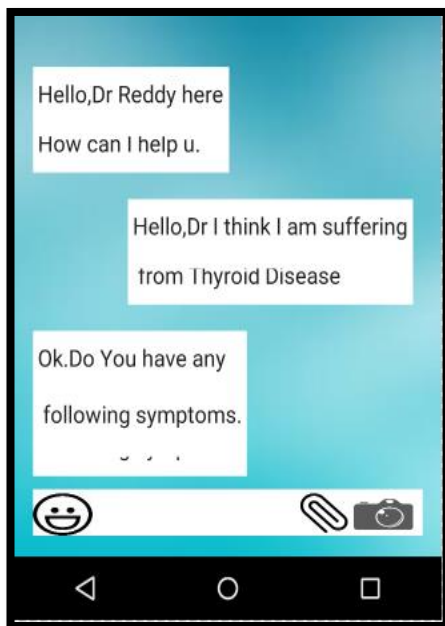 Hello,Dr Reddy here
How can I help u.
Hello,Dr I think I am suffering
from Thyroid Disease
Ok.Do You have any
following symptoms.